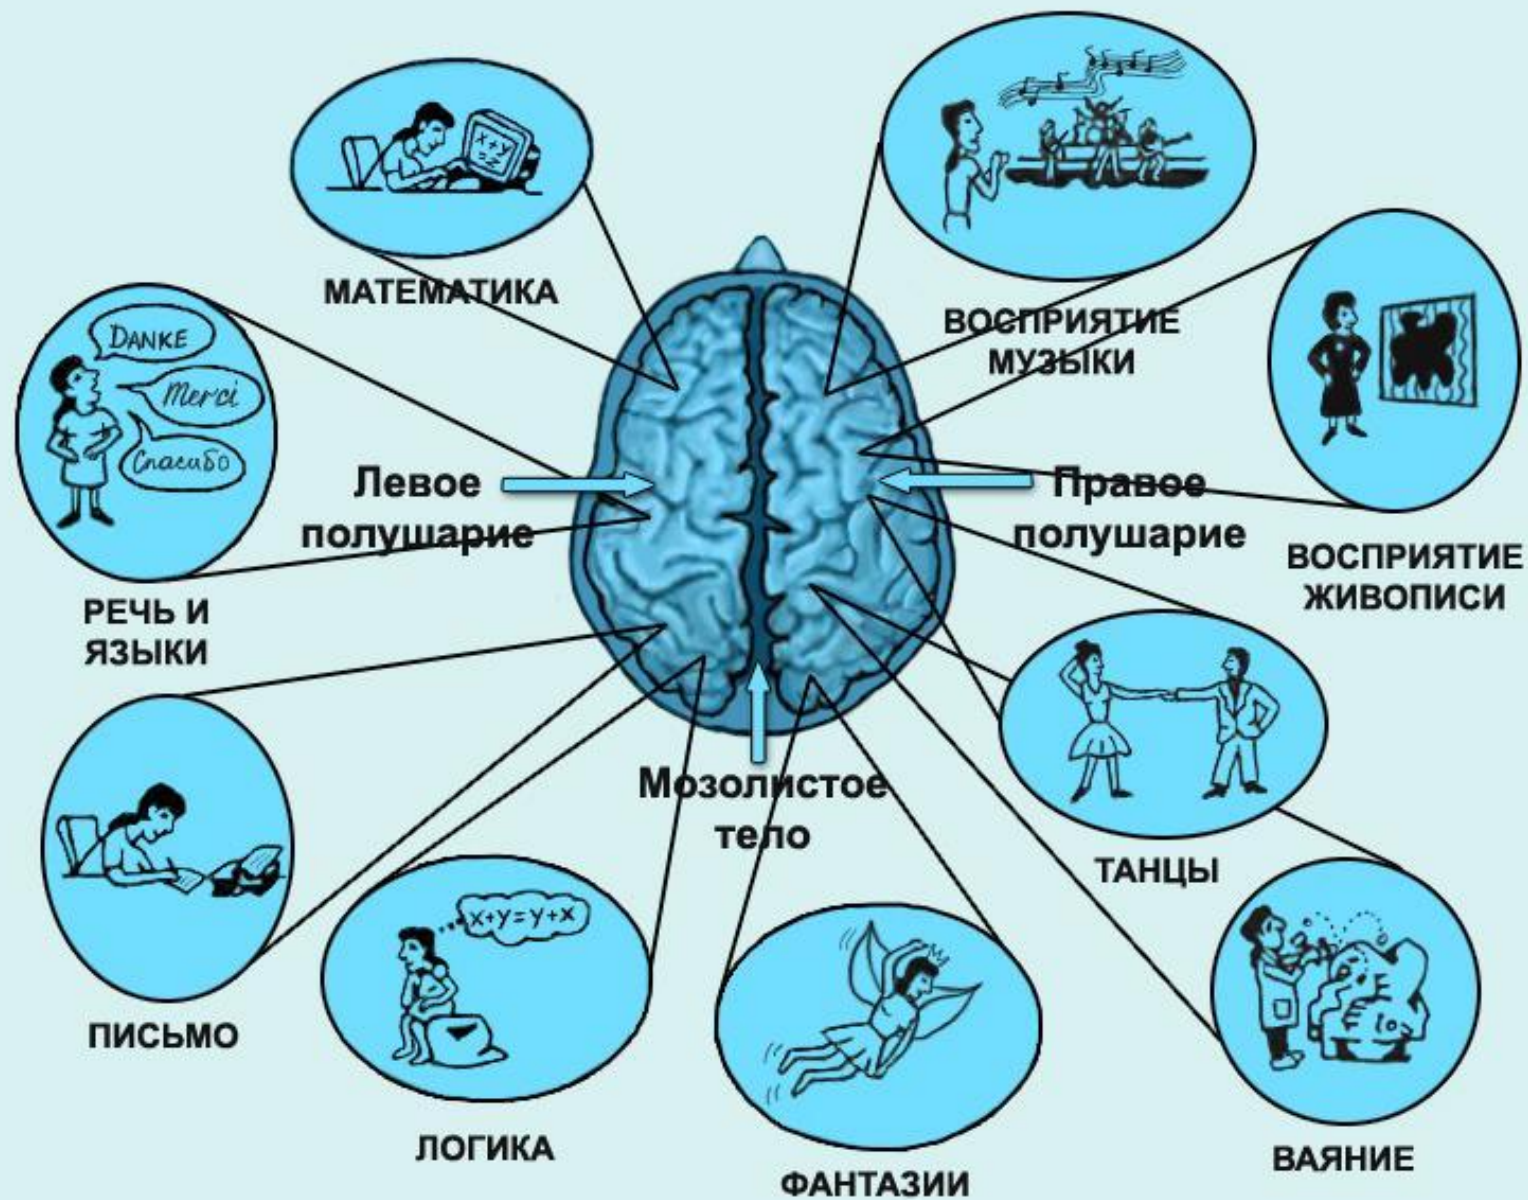 x+y
=z
МАТЕМАТИКА
ВОСПРИЯТИЕ
МУЗЫКИ
DANKE
Merci
Спасибо
РЕЧЬ И
ЯЗЫКИ
Левое
полушарие
Правое
полушарие
ВОСПРИЯТИЕ
ЖИВОПИСИ
Мозолистое
тело
ТАНЦЫ
ПИСЬМО
x+y=y+x
ЛОГИКА
ФАНТАЗИИ
ВАЯНИЕ